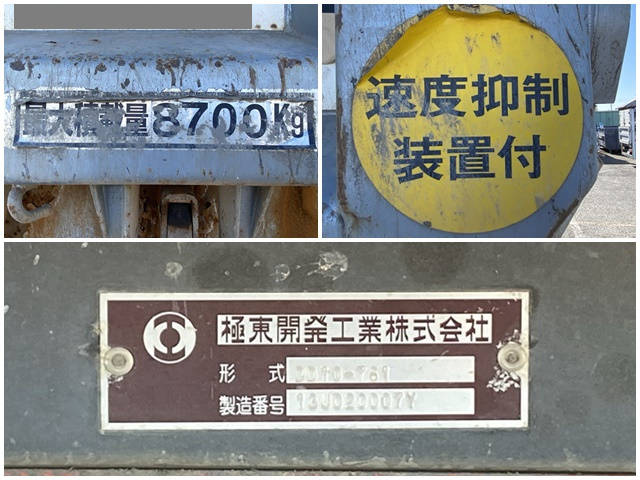 最大積載量8700Kg
速度抑制
装置付
極東開発工業株式会社
形式
製造番号